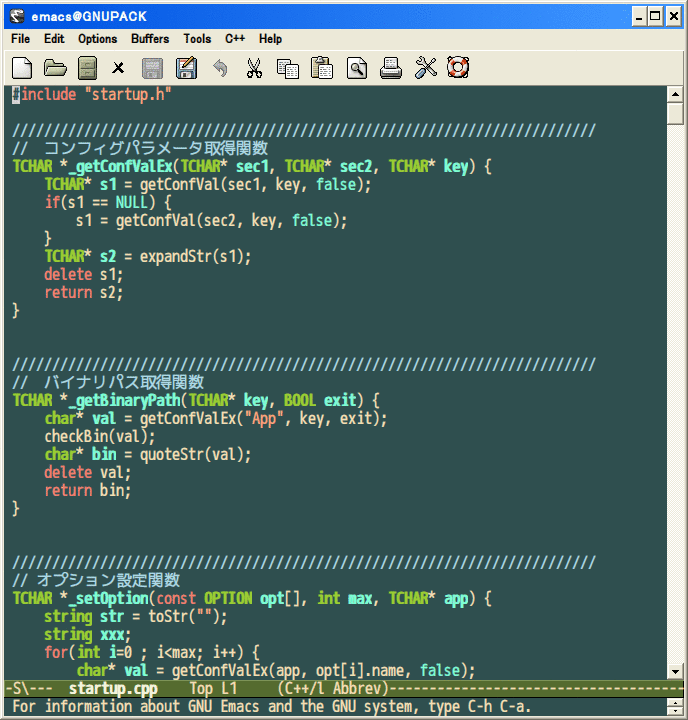 emacs@GNUPACK
File Edit Options Buffers Tools C++ Help
#include "startup.h"
/////////////////////////////////////////////////////////////////////////
//　コンフィグパラメータ取得関数
TCHAR *_getConfValEx(TCHAR* sec1, TCHAR* sec2, TCHAR* key) {
    TCHAR* s1 = getConfVal(sec1, key, false);
    if(s1 == NULL) {
        s1 = getConfVal(sec2, key, false);
    }
    TCHAR* s2 = expandStr(s1);
    delete s1;
    return s2;
}
/////////////////////////////////////////////////////////////////////////
//　バイナリパス取得関数
TCHAR *_getBinaryPath(TCHAR* key, BOOL exit) {
    char* val = getConfValEx("App", key, exit);
    checkBin(val);
    char* bin = quoteStr(val);
    delete val;
    return bin;
}
/////////////////////////////////////////////////////////////////////////
// オプション設定関数
TCHAR *_setOption(const OPTION opt[], int max, TCHAR* app) {
    string str = toStr("");
    string xxx;
    for(int i=0 ; i<max; i++) {
        char* val = getConfValEx(app, opt[i].name, false);
-S\---  startup.cpp    Top L1     (C++/l Abbrev)-------------------------------------
For information about GNU Emacs and the GNU system, type C-h C-a.